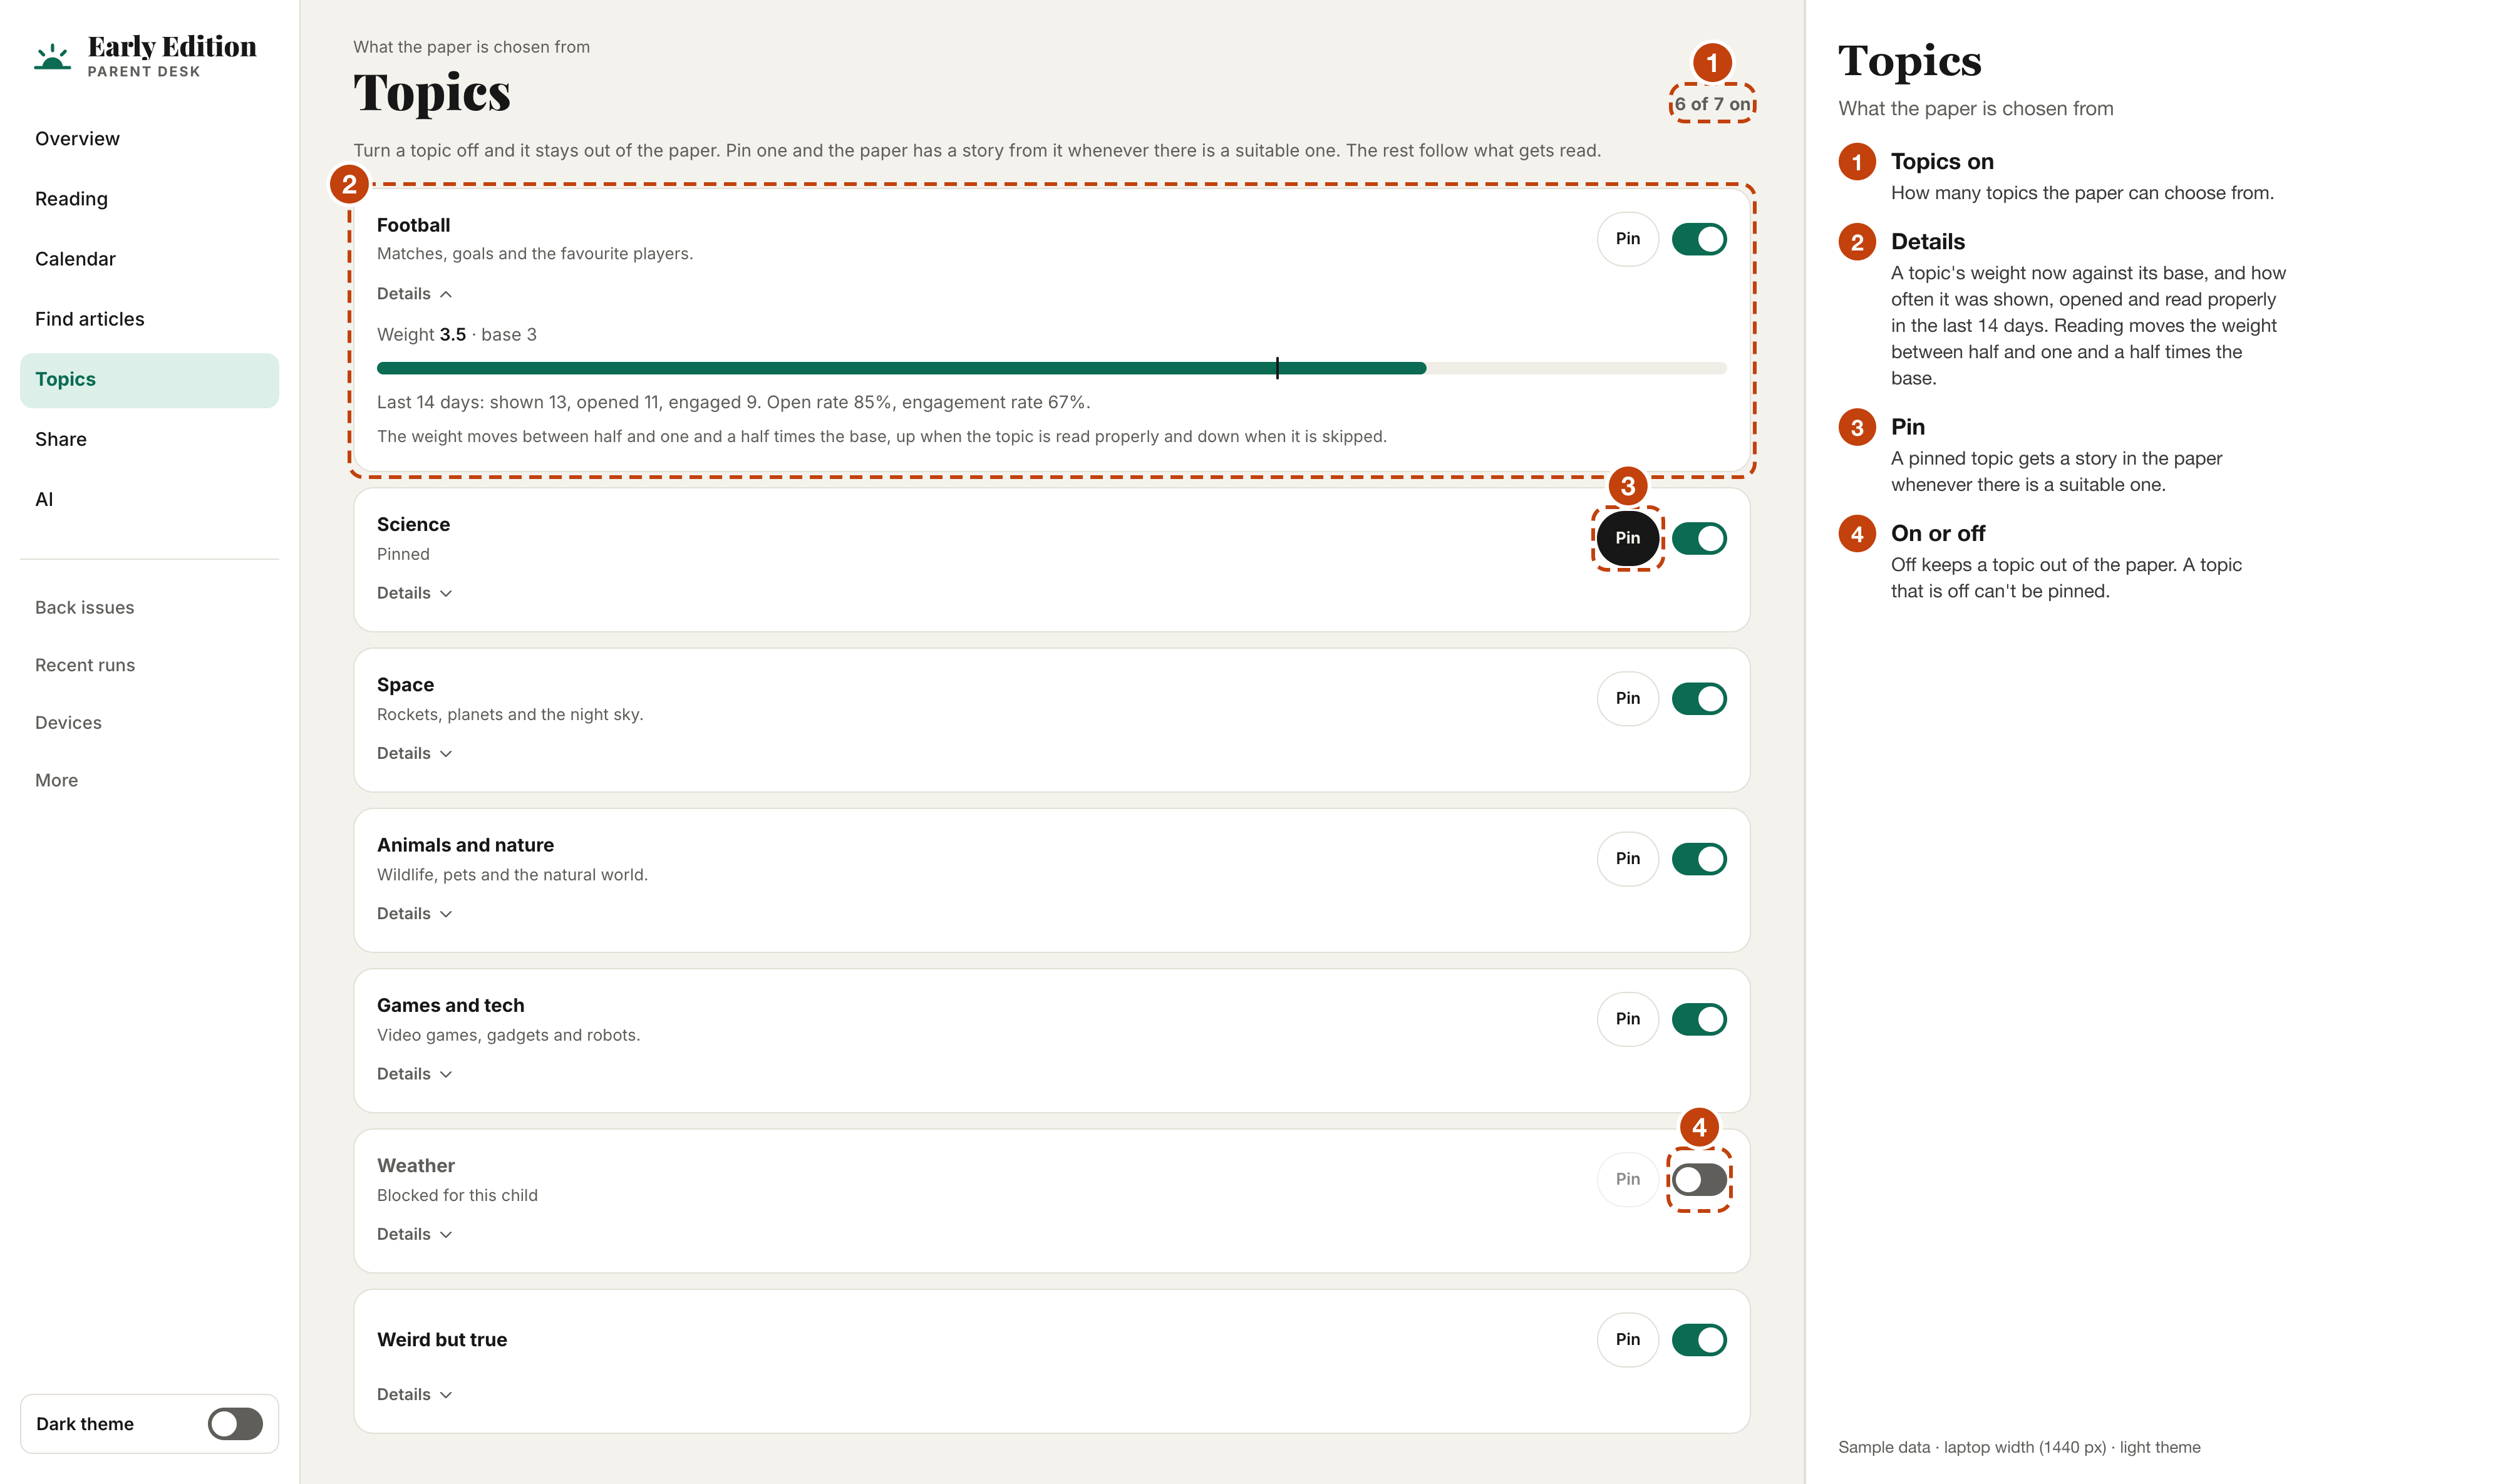 Early Edition
PARENT DESK
Overview
Reading
Calendar
Find articles
Topics
Share
AI
Back issues
Recent runs
Devices
More
Dark theme
What the paper is chosen from
Topics
1
6 of 7 on
Turn a topic off and it stays out of the paper. Pin one and the paper has a story from it whenever there is a suitable one. The rest follow what gets read.
2
Football
Matches, goals and the favourite players.
Pin
Details
Weight 3.5 · base 3
Last 14 days: shown 13, opened 11, engaged 9. Open rate 85%, engagement rate 67%.
The weight moves between half and one and a half times the base, up when the topic is read properly and down when it is skipped.
3
Science
Pinned
Pin
Details
Space
Rockets, planets and the night sky.
Pin
Details
Animals and nature
Wildlife, pets and the natural world.
Pin
Details
Games and tech
Video games, gadgets and robots.
Pin
Details
4
Weather
Blocked for this child
Pin
Details
Weird but true
Pin
Details
Topics
What the paper is chosen from
1 Topics on
How many topics the paper can choose from.
2 Details
A topic's weight now against its base, and how
often it was shown, opened and read properly
in the last 14 days. Reading moves the weight
between half and one and a half times the
base.
3 Pin
A pinned topic gets a story in the paper
whenever there is a suitable one.
4 On or off
Off keeps a topic out of the paper. A topic
that is off can't be pinned.
Sample data · laptop width (1440 px) · light theme